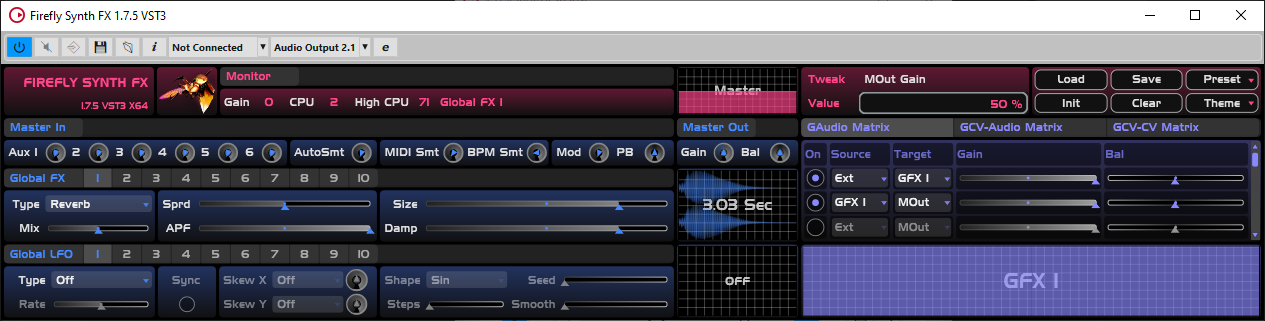 Firefly Synth FX 1.7.5 VST3
i Not Connected Audio Output 2.1 e
FIREFLY SYNTH FX
1.7.5 VST3 X64
Monitor
Gain 0 CPU 2 High CPU 71 Global FX 1
Master
Tweak MOut Gain
Value 50 %
Load Save Preset
Init Clear Theme
Master In
Aux 1 2 3 4 5 6 AutoSmt MIDI Smt BPM Smt Mod PB
Master Out
Gain Bal
GAudio Matrix GCV-Audio Matrix GCV-CV Matrix
On Source Target Gain Bal
Ext GFX 1
GFX 1 MOut
Ext MOut
Global FX 1 2 3 4 5 6 7 8 9 10
Type Reverb Sprd Size
Mix APF Damp
3.03 Sec
Global LFO 1 2 3 4 5 6 7 8 9 10
Type Off Sync Skew X Off Shape Sin Seed
Rate Skew Y Off Steps Smooth
OFF
GFX 1